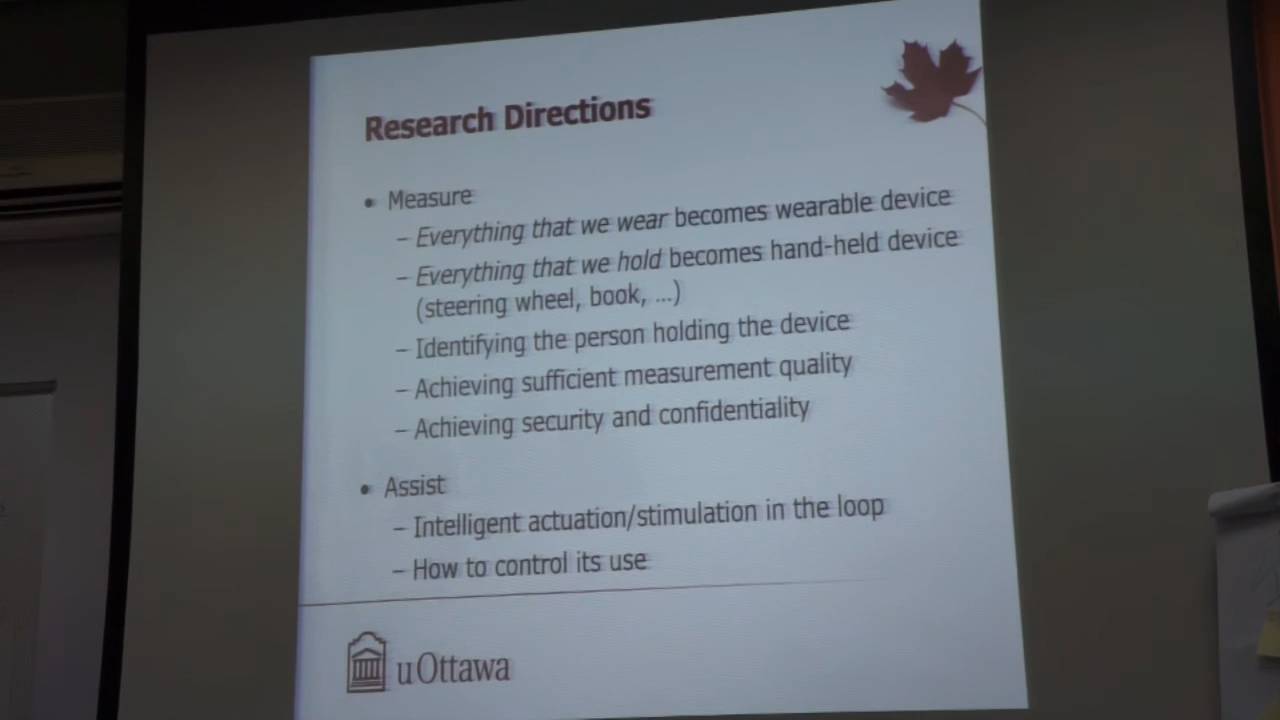 Research Directions
• Measure
– Everything that we wear becomes wearable device
– Everything that we hold becomes hand-held device
(steering wheel, book, ...)
– Identifying the person holding the device
– Achieving sufficient measurement quality
– Achieving security and confidentiality
• Assist
– Intelligent actuation/stimulation in the loop
– How to control its use
uOttawa